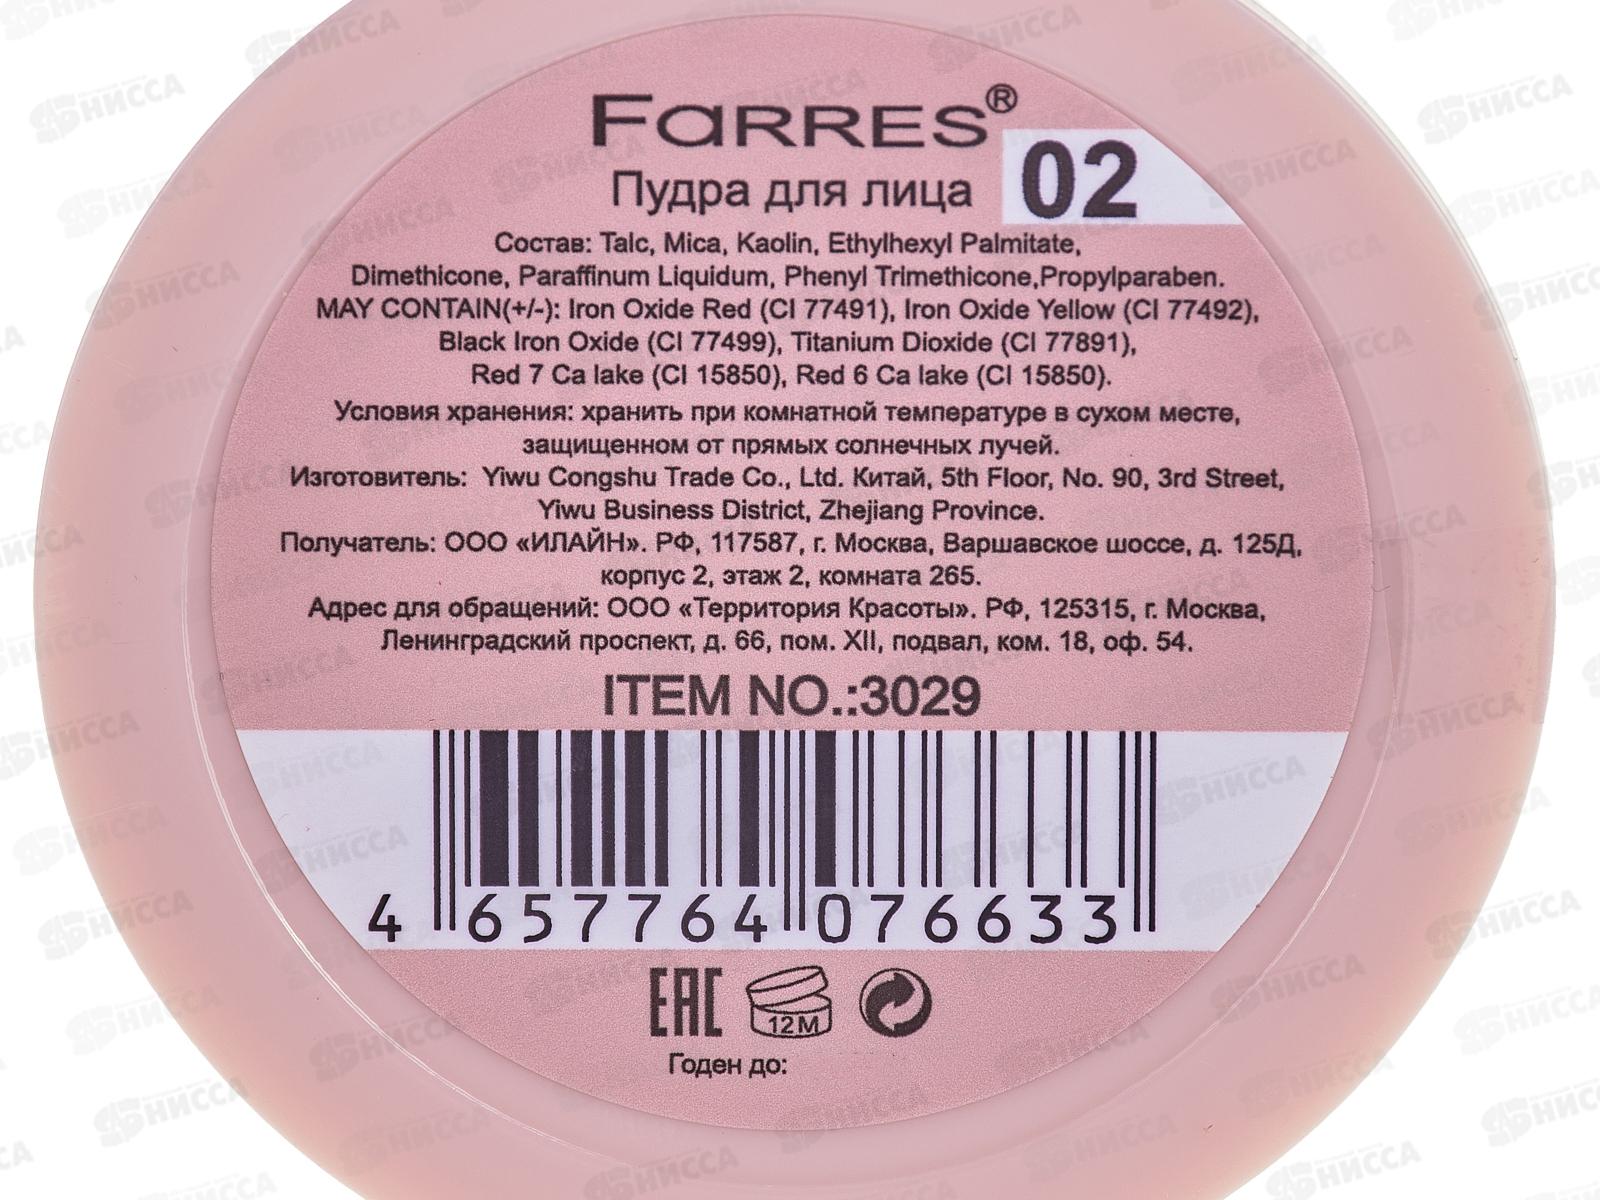 FARRES®
02
Пудра для лица
Состав: Talc, Mica, Kaolin, Ethylhexyl Palmitate,
Dimethicone, Paraffinum Liquidum, Phenyl Trimethicone,Propylparaben.
MAY CONTAIN(+/-): Iron Oxide Red (CI 77491), Iron Oxide Yellow (CI 77492),
Black Iron Oxide (CI 77499), Titanium Dioxide (CI 77891),
Red 7 Ca lake (CI 15850), Red 6 Ca lake (CI 15850).
Условия хранения: хранить при комнатной температуре в сухом месте,
защищенном от прямых солнечных лучей.
Изготовитель: Yiwu Congshu Trade Co., Ltd. Китай, 5th Floor, No. 90, 3rd Street,
Yiwu Business District, Zhejiang Province.
Получатель: ООО «ИЛАЙН». РФ, 117587, г. Москва, Варшавское шоссе, д. 125Д,
корпус 2, этаж 2, комната 265.
Адрес для обращений: ООО «Территория Красоты». РФ, 125315, г. Москва,
Ленинградский проспект, д. 66, пом. XII, подвал, ком. 18, оф. 54.
ITEM NO.:3029
4 657764 076633
EAC 12M
Годен до:
НИССА